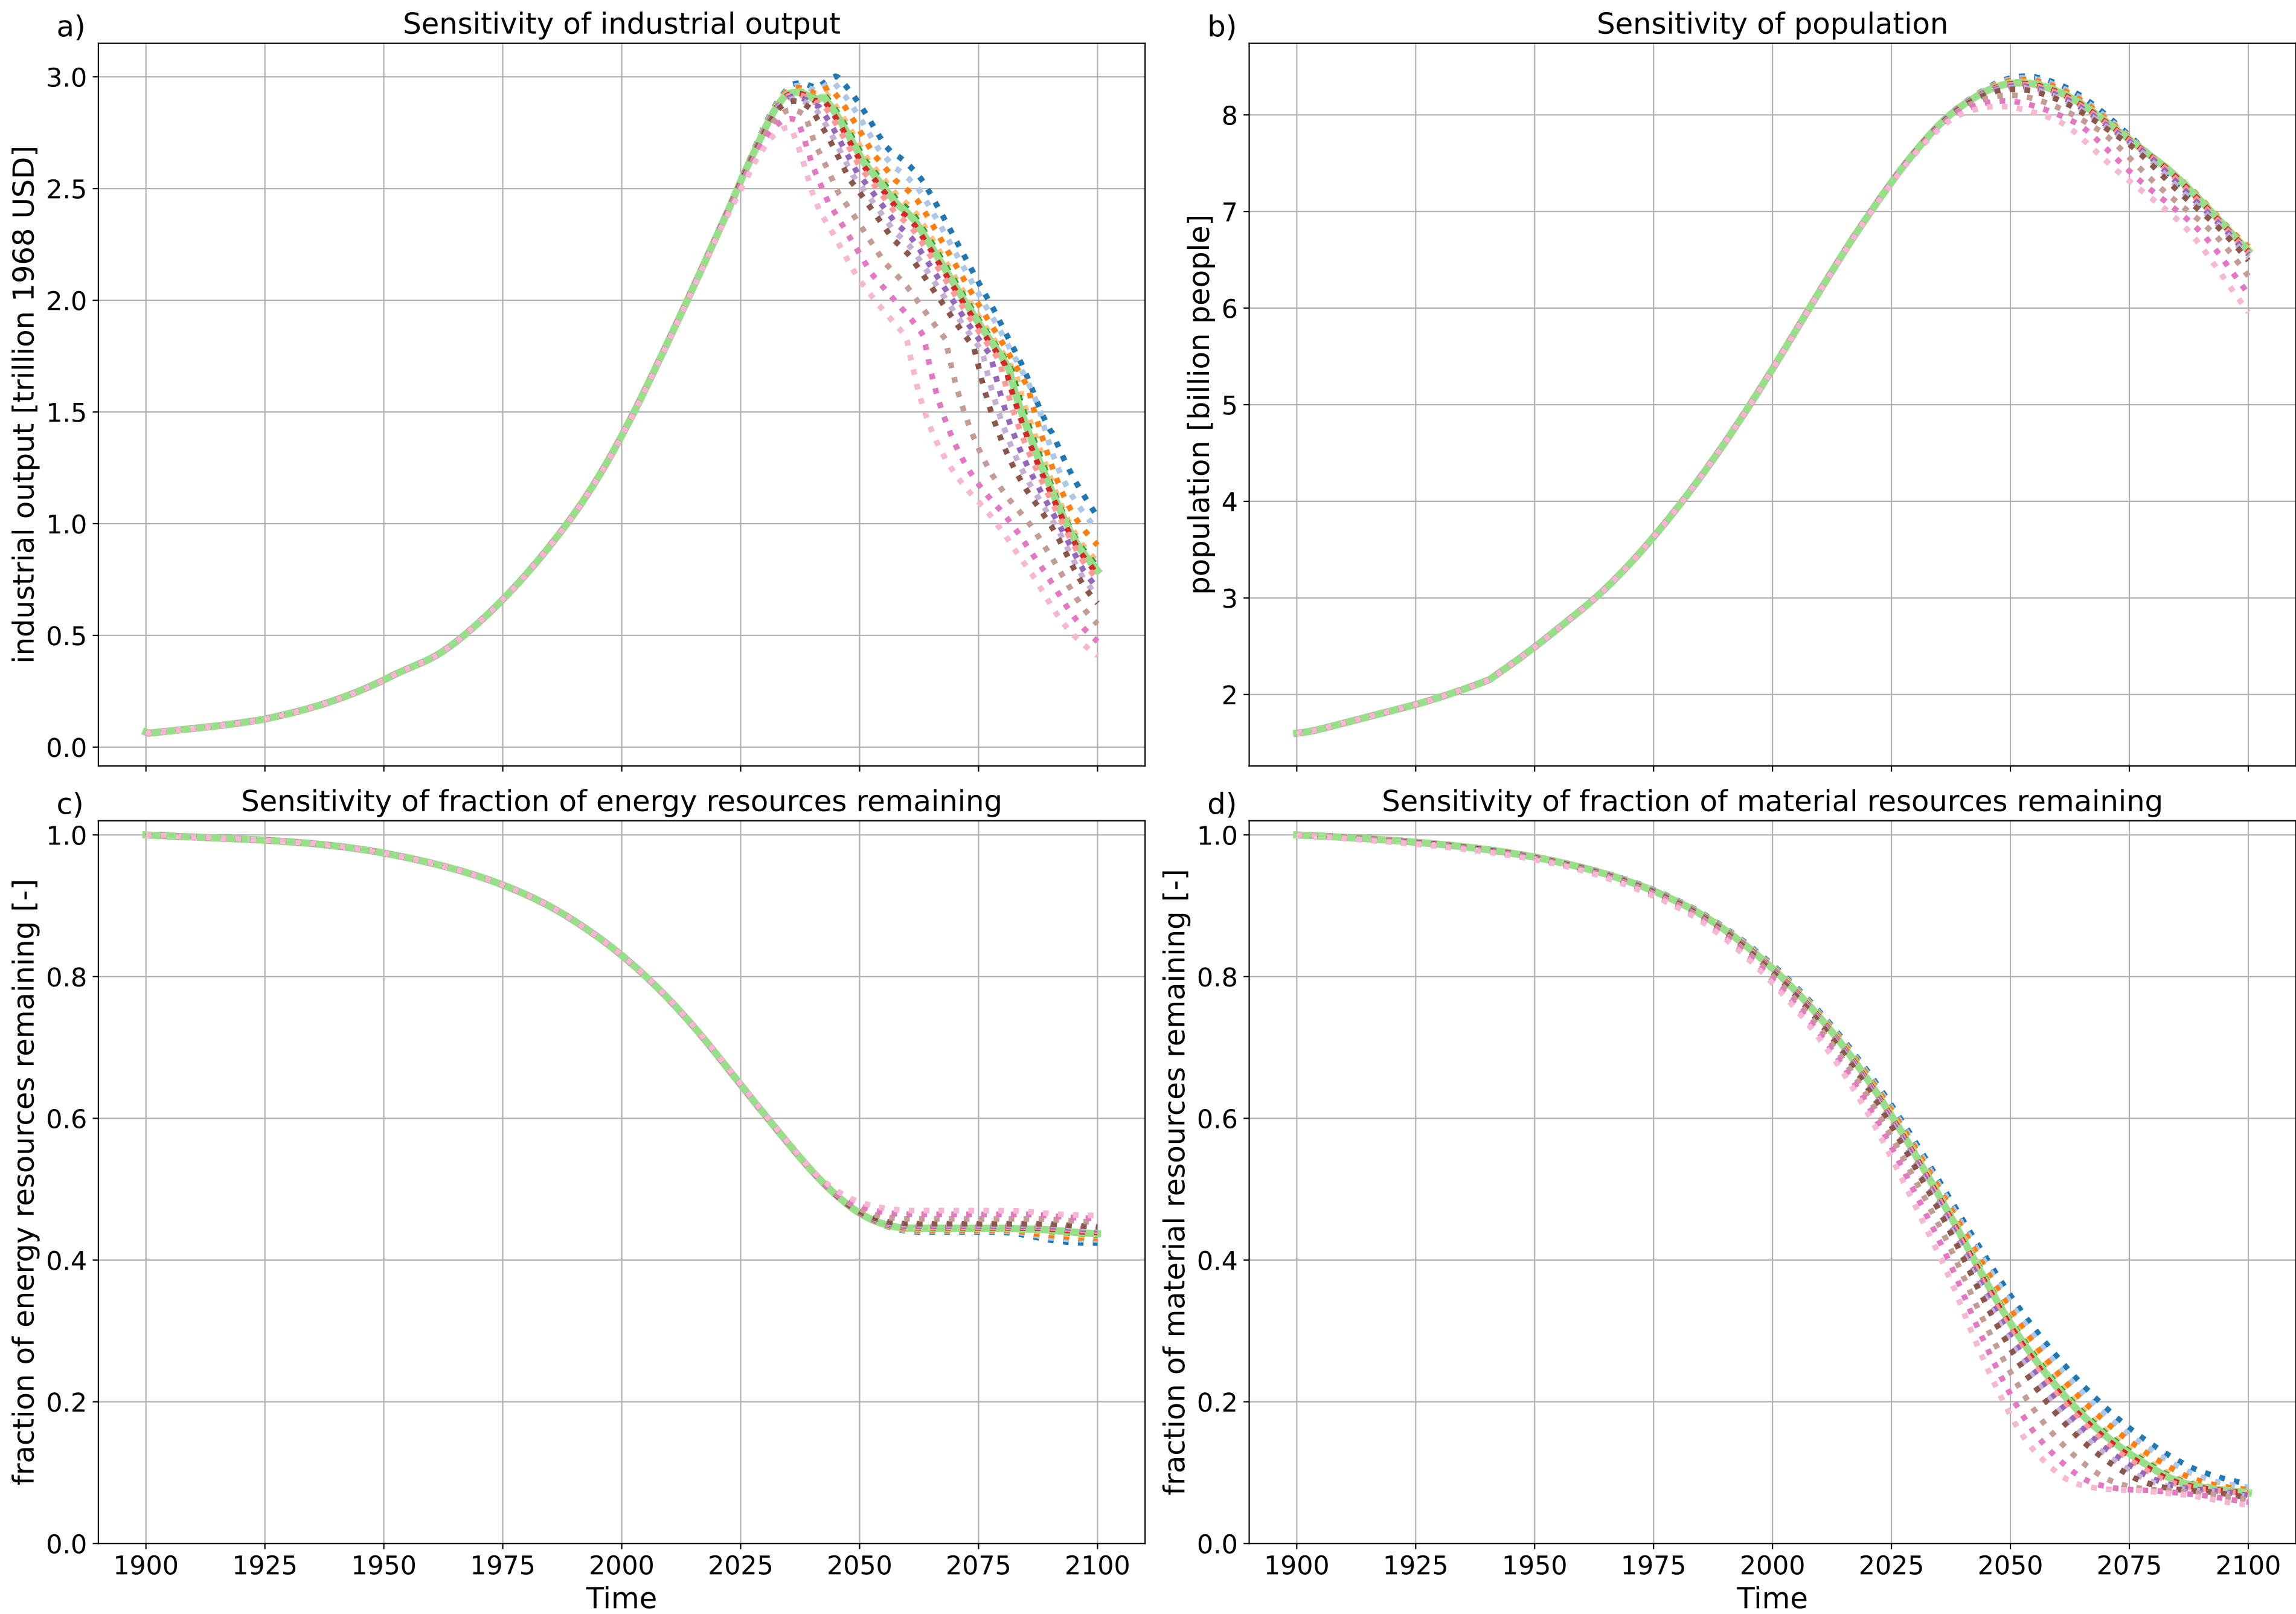 a)
Sensitivity of industrial output
industrial output [trillion 1968 USD]
3.0
2.5
2.0
1.5
1.0
0.5
0.0
b)
Sensitivity of population
population [billion people]
8
7
6
5
4
3
2
c)
Sensitivity of fraction of energy resources remaining
fraction of energy resources remaining [-]
1.0
0.8
0.6
0.4
0.2
0.0
1900 1925 1950 1975 2000 2025 2050 2075 2100
Time
d)
Sensitivity of fraction of material resources remaining
fraction of material resources remaining [-]
1.0
0.8
0.6
0.4
0.2
0.0
1900 1925 1950 1975 2000 2025 2050 2075 2100
Time